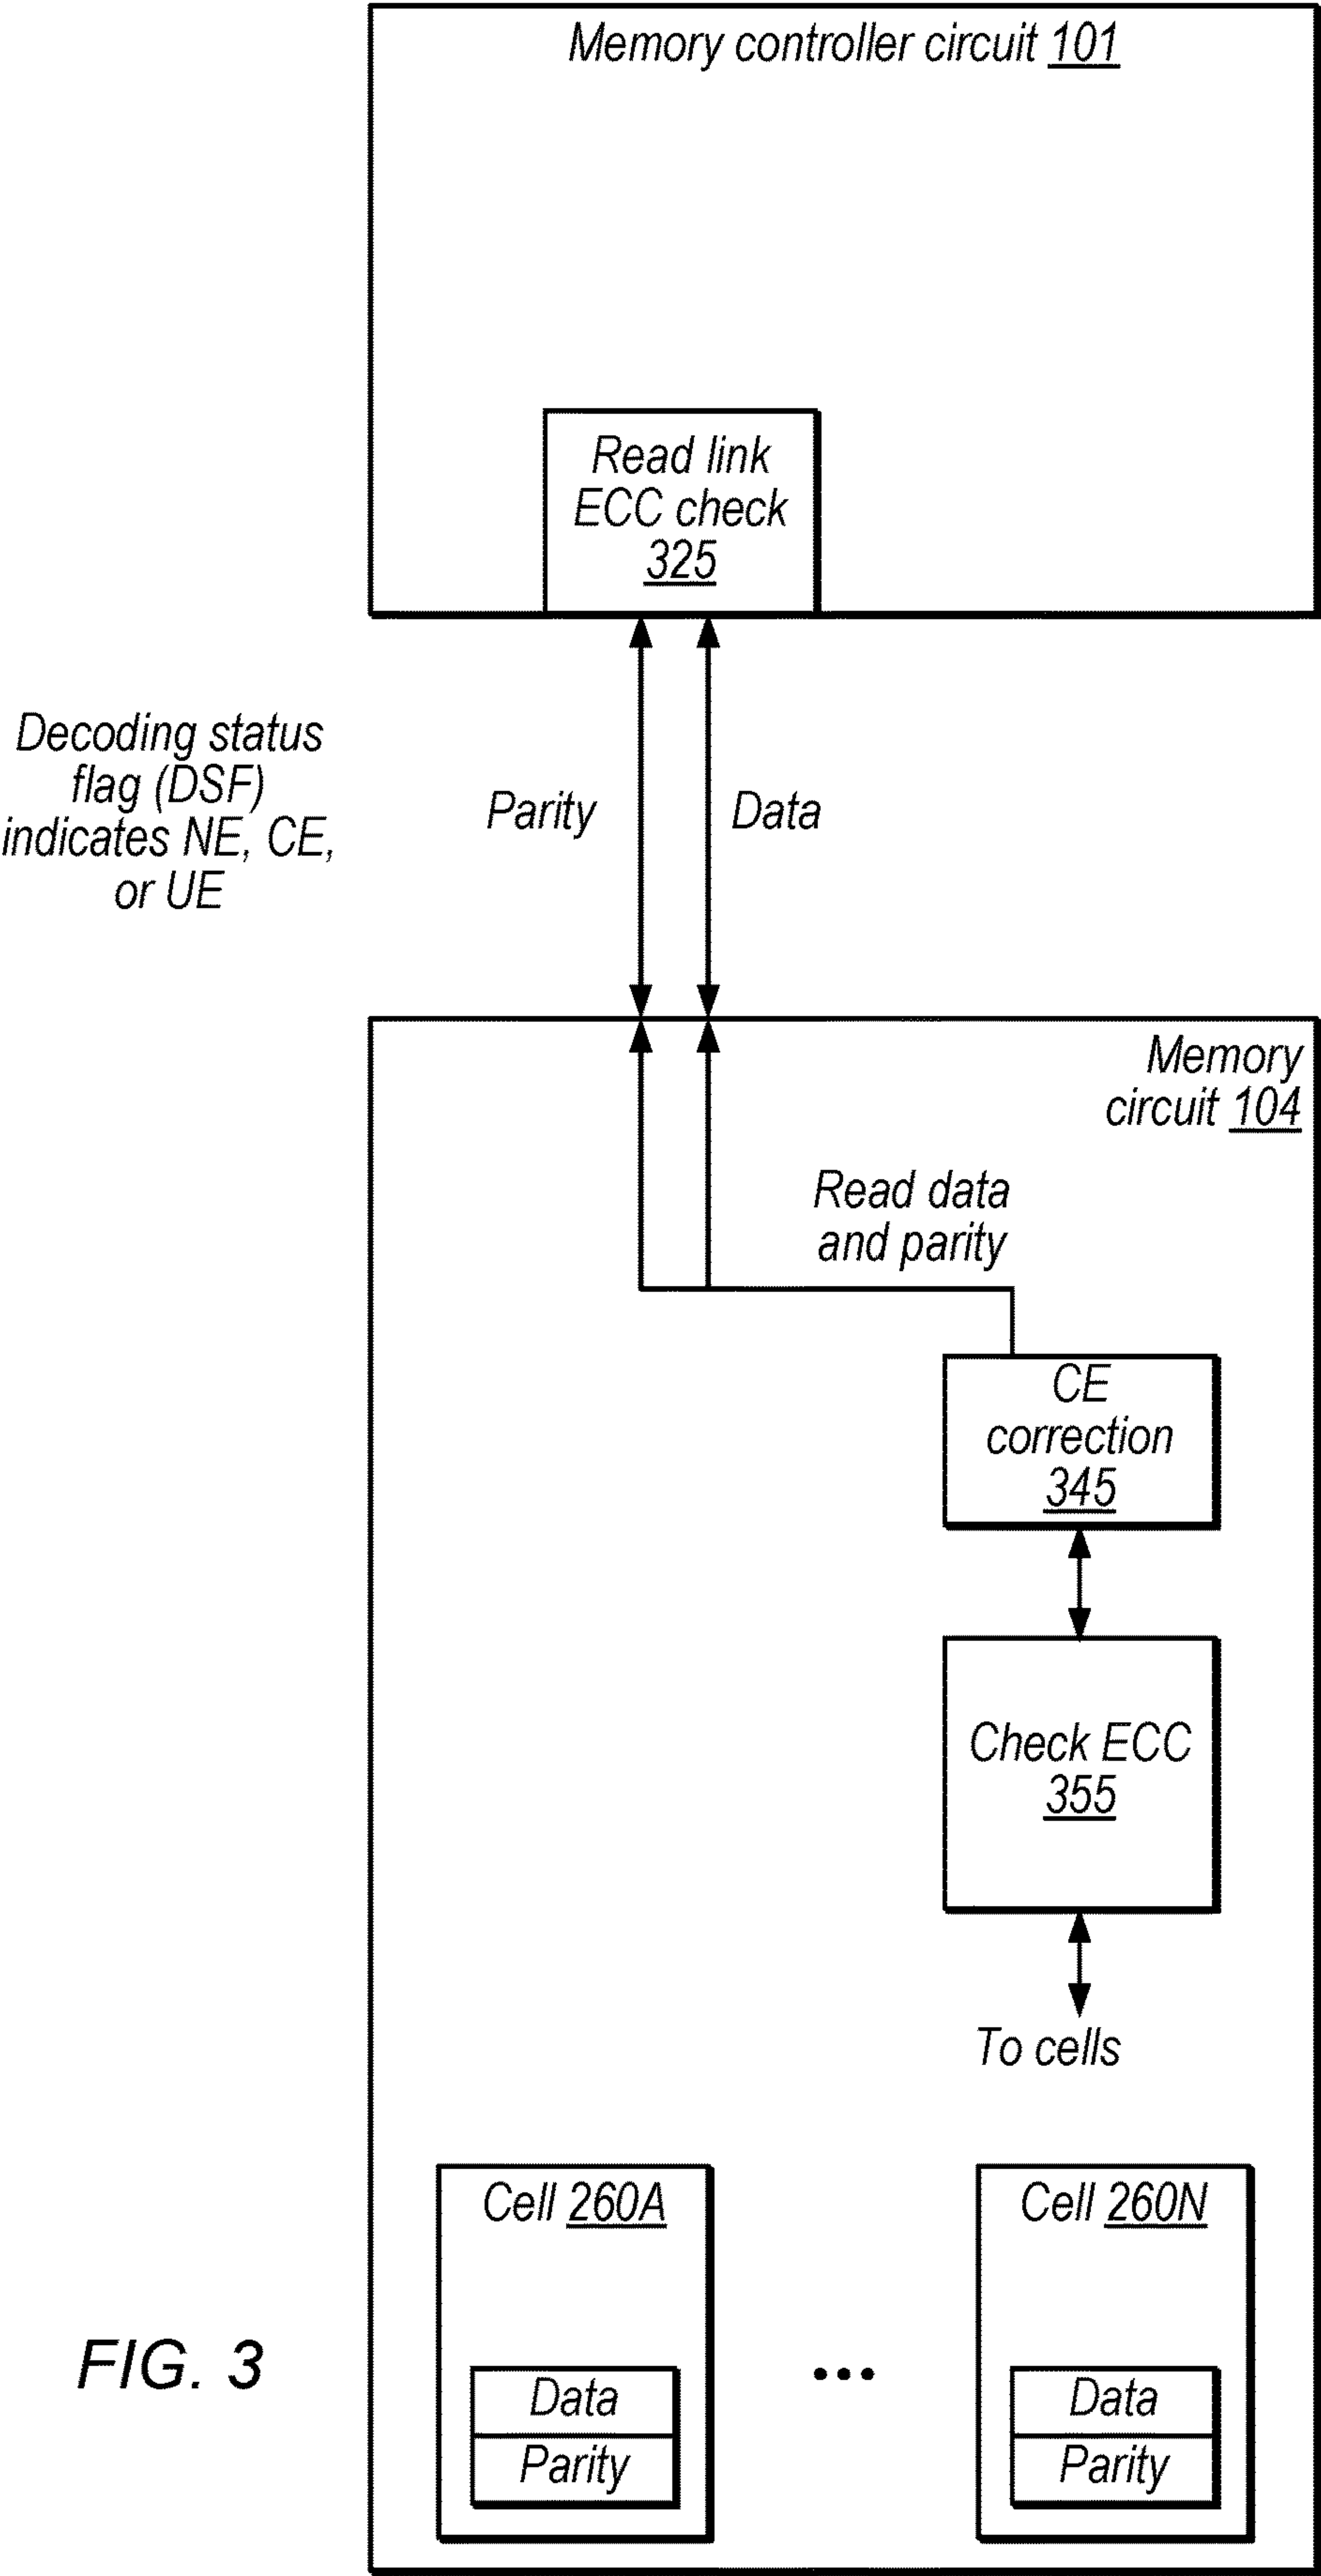 Memory controller circuit 101
Read link
ECC check
325
Decoding status
flag (DSF)
indicates NE, CE,
or UE
Parity
Data
Memory
circuit 104
Read data
and parity
CE
correction
345
Check ECC
355
To cells
Cell 260A
Data
Parity
...
Cell 260N
Data
Parity
FIG. 3